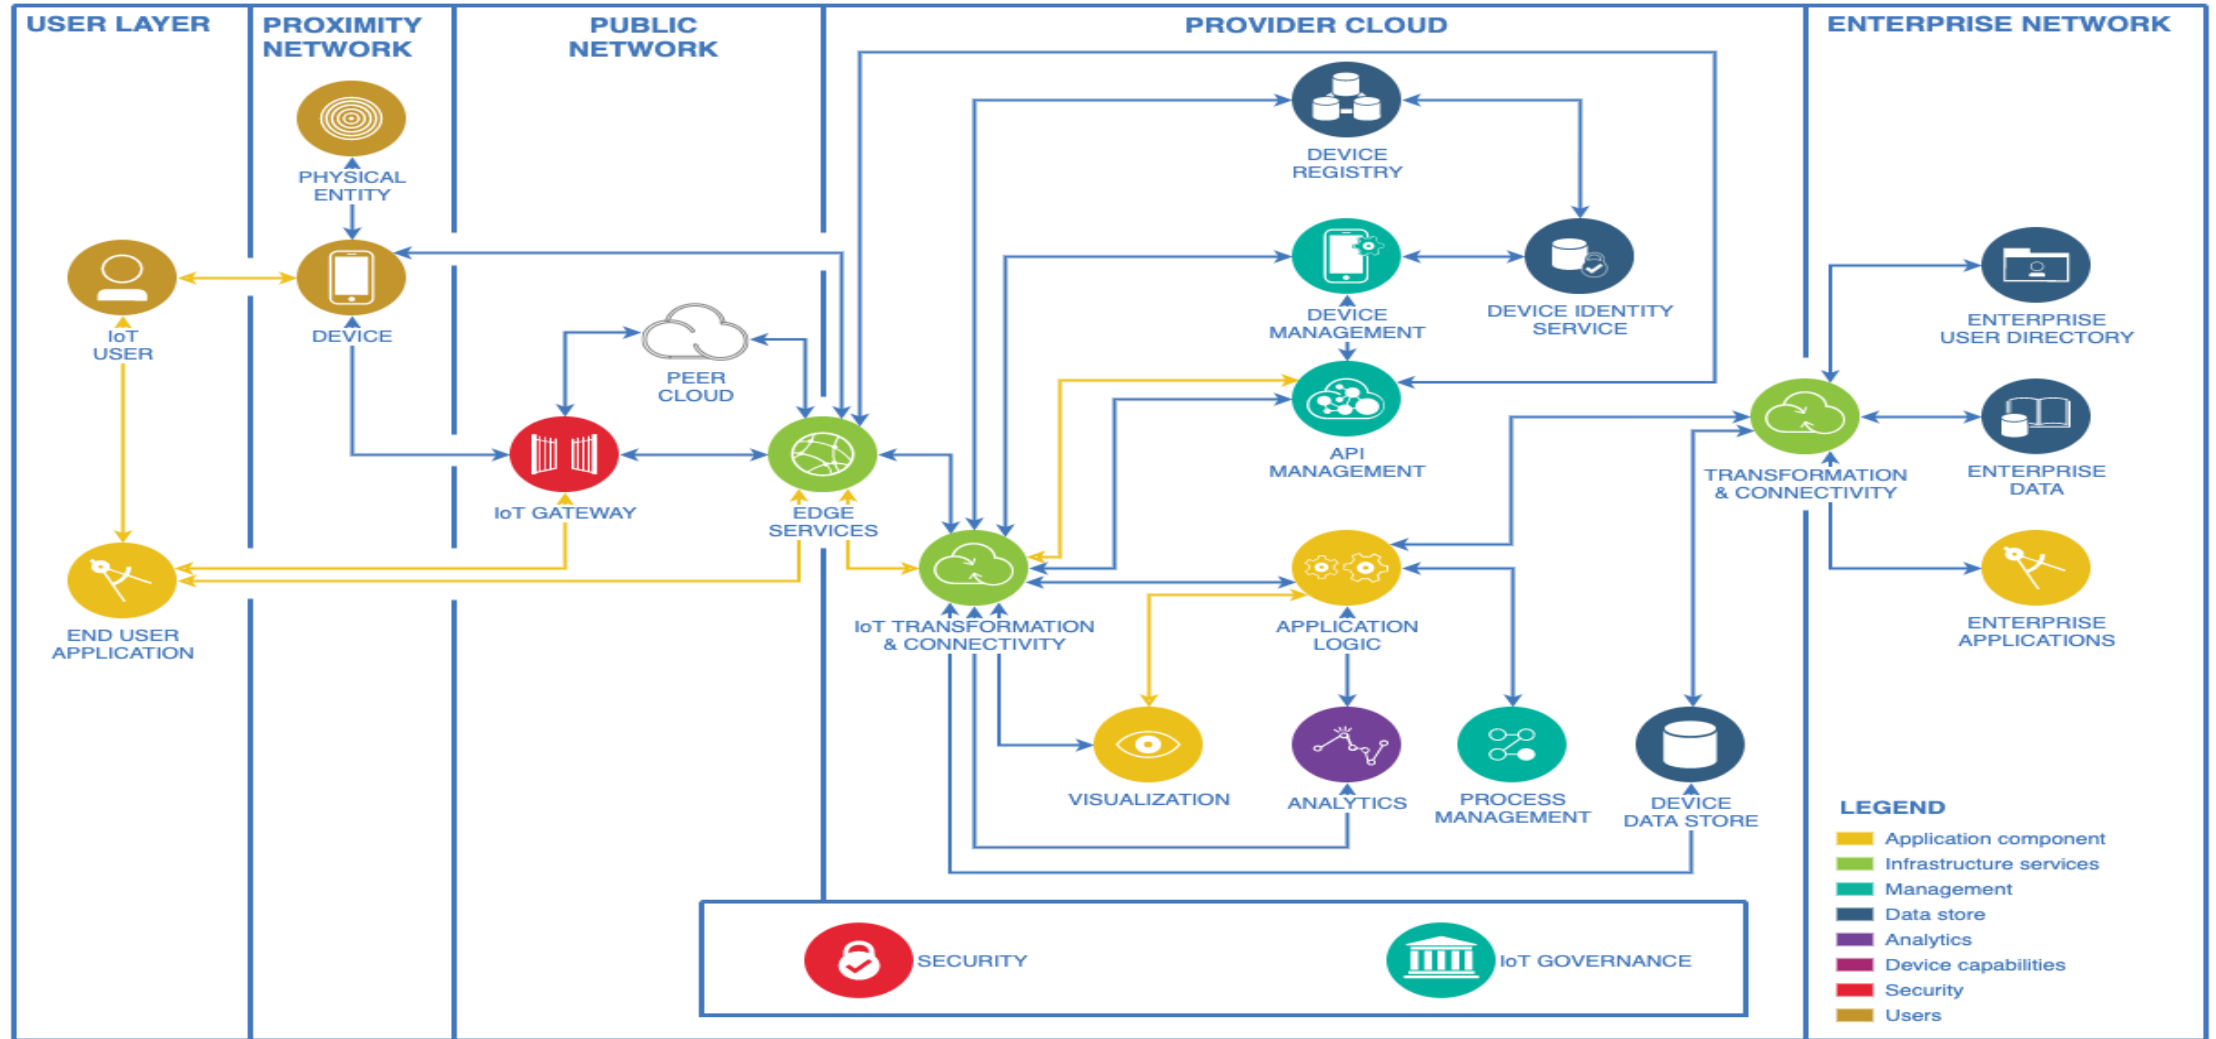 USER LAYER
PROXIMITY
NETWORK
PUBLIC
NETWORK
PROVIDER CLOUD
ENTERPRISE NETWORK
PHYSICAL
ENTITY
IoT
USER
DEVICE
END USER
APPLICATION
PEER
CLOUD
IoT GATEWAY
EDGE
SERVICES
DEVICE
REGISTRY
DEVICE
MANAGEMENT
DEVICE IDENTITY
SERVICE
API
MANAGEMENT
IoT TRANSFORMATION
& CONNECTIVITY
APPLICATION
LOGIC
VISUALIZATION
ANALYTICS
PROCESS
MANAGEMENT
DEVICE
DATA STORE
TRANSFORMATION
& CONNECTIVITY
ENTERPRISE
USER DIRECTORY
ENTERPRISE
DATA
ENTERPRISE
APPLICATIONS
SECURITY
IoT GOVERNANCE
LEGEND
Application component
Infrastructure services
Management
Data store
Analytics
Device capabilities
Security
Users